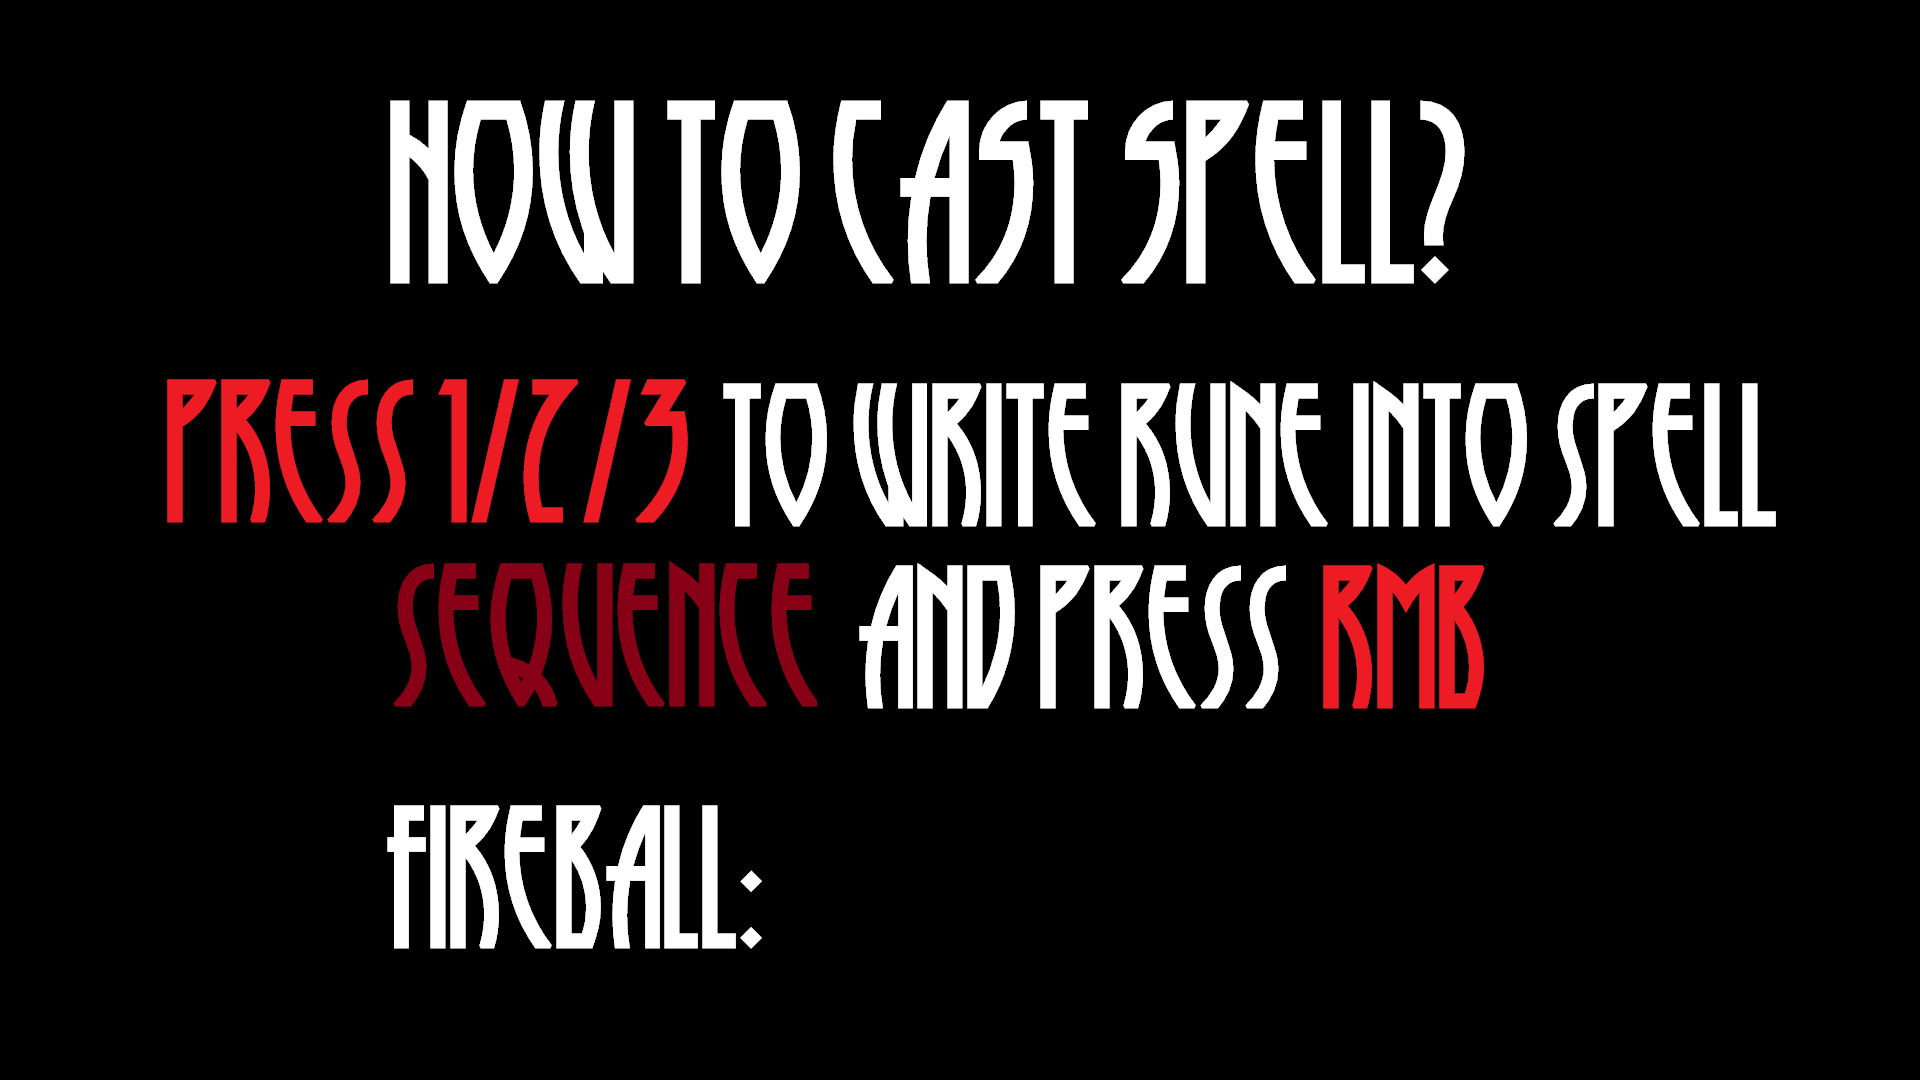 HOW TO CAST SPELL?
PRESS 1/2/3 TO WRITE RUNE INTO SPELL
SEQUENCE AND PRESS RMB
FIREBALL: